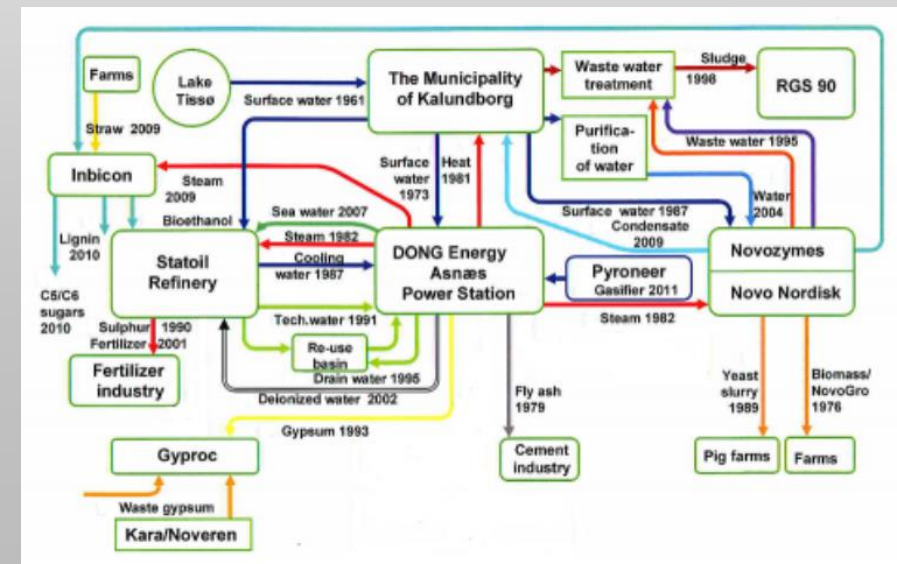 Farms
Lake
Tissø
The Municipality
of Kalundborg
Waste water
treatment
Sludge
1998
RGS 90
Surface water 1961
Straw 2009
Purifica-
tion
of water
Waste water 1995
Inbicon
Steam
2009
Surface
water
1973
Heat
1981
Water
2004
Bioethanol
Sea water 2007
Surface water 1987
Condensate
2009
Lignin
2010
Steam 1982
Statoil
Refinery
Cooling
water 1987
DONG Energy
Asnæs
Power Station
Pyroneer
Gasifier 2011
Novozymes
Novo Nordisk
C5/C6
sugars
2010
Steam 1982
Sulphur 1990
Fertilizer 2001
Tech.water 1991
Re-use
basin
Fertilizer
industry
Drain water 1995
Deionized water 2002
Fly ash
1979
Yeast
slurry
1989
Biomass/
NovoGro
1976
Gypsum 1993
Gyproc
Cement
industry
Pig farms
Farms
Waste gypsum
Kara/Noveren